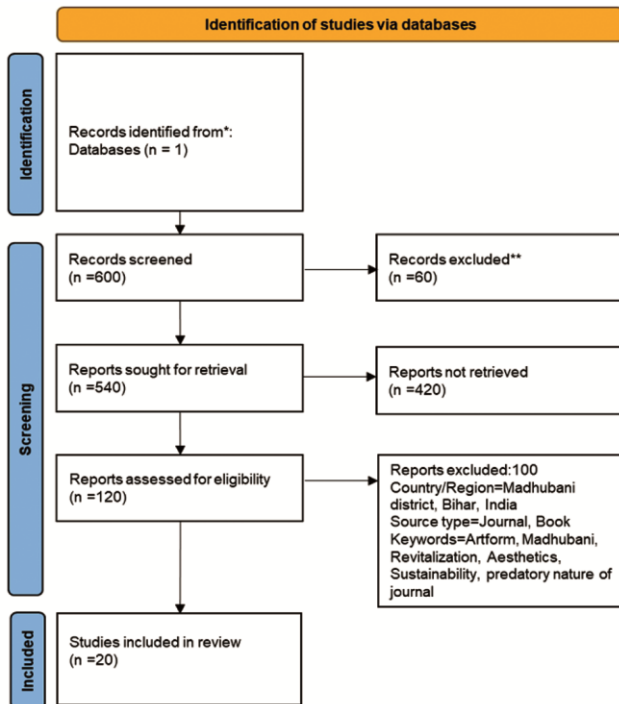 Identification of studies via databases
Identification
Records identified from*:
Databases (n = 1)
Screening
Records screened
(n =600)
Records excluded**
(n =60)
Reports sought for retrieval
(n =540)
Reports not retrieved
(n =420)
Reports assessed for eligibility
(n =120)
Reports excluded:100
Country/Region=Madhubani
district, Bihar, India
Source type=Journal, Book
Keywords=Artform, Madhubani,
Revitalization, Aesthetics,
Sustainability, predatory nature of
journal
Included
Studies included in review
(n =20)